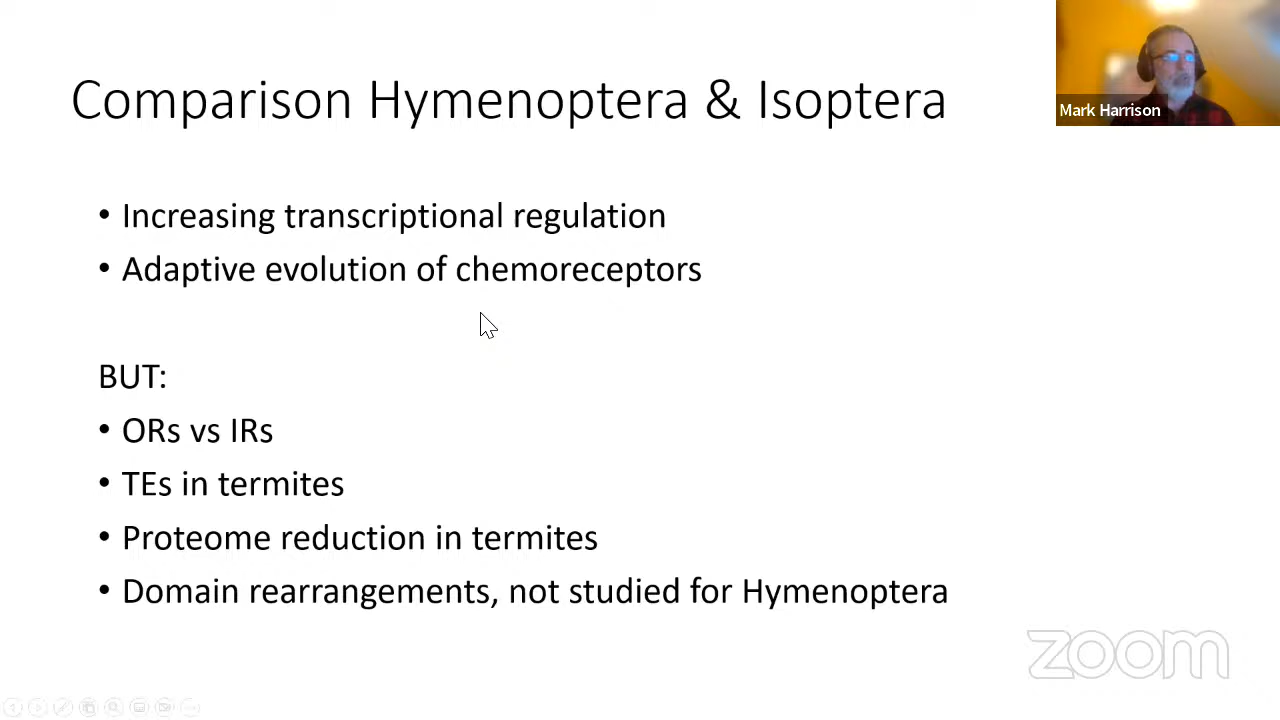 Comparison Hymenoptera & Isoptera
Mark Harrison
• Increasing transcriptional regulation
• Adaptive evolution of chemoreceptors
BUT:
• ORs vs IRs
• TEs in termites
• Proteome reduction in termites
• Domain rearrangements, not studied for Hymenoptera
zoom